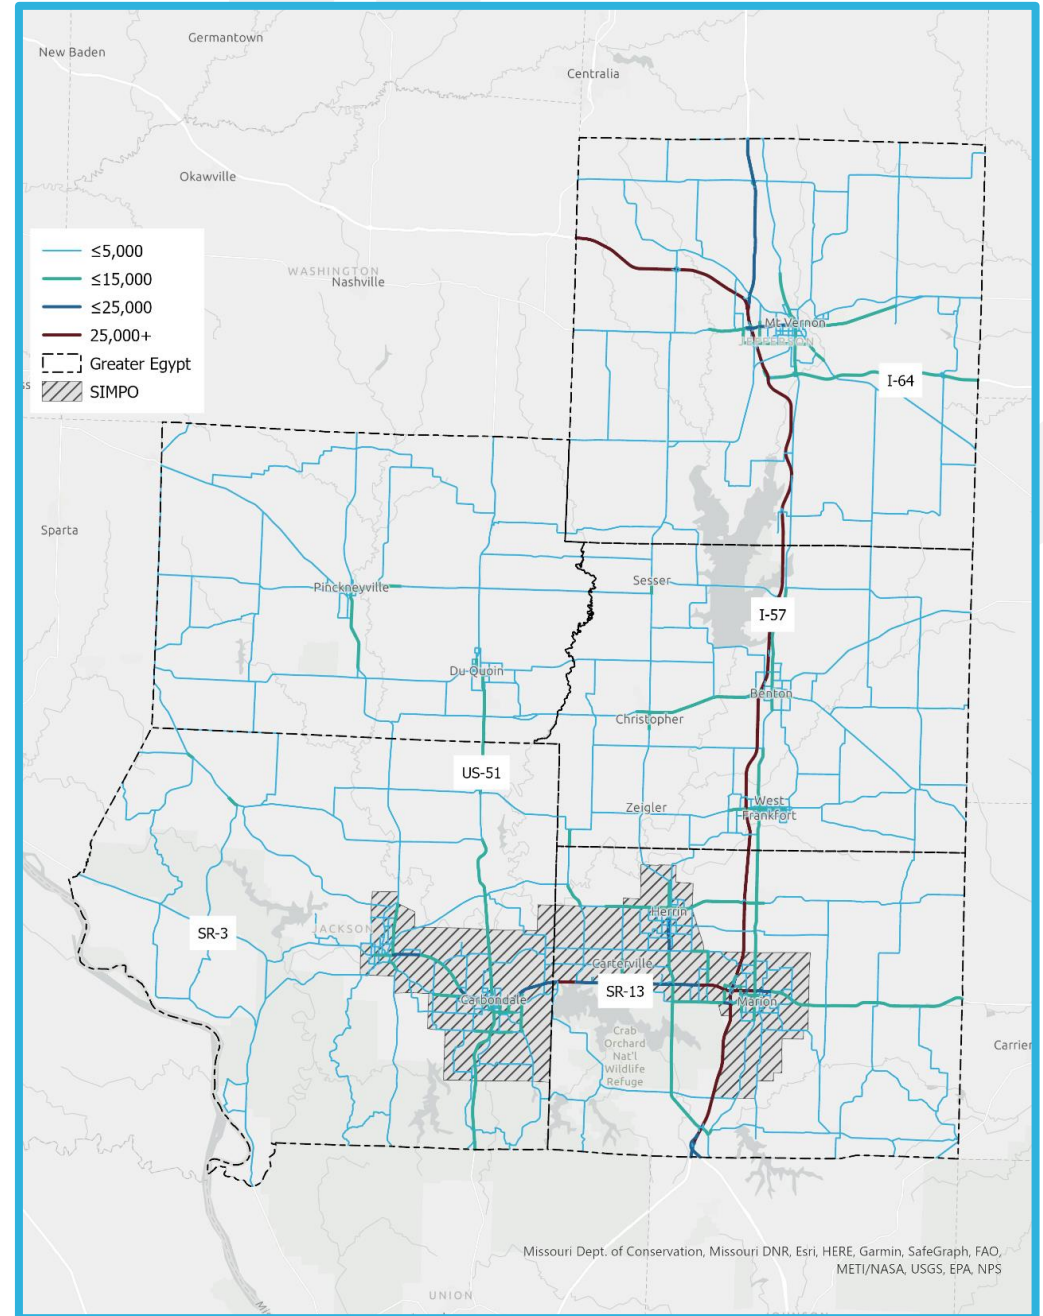 Germantown
New Baden
Centralia
Okawville
≤5,000
≤15,000
≤25,000
25,000+
Greater Egypt
SIMPO
WASHINGTON
Nashville
Mt Vernon
JEFFERSON
I-64
Sparta
Pinckneyville
Sesser
I-57
Du Quoin
Benton
Christopher
US-51
Zeigler
West
Frankfort
SR-3
JACKSON
Herrin
Carterville
SR-13
Carbondale
Marion
Crab
Orchard
Nat'l
Wildlife
Refuge
Carrier
Missouri Dept. of Conservation, Missouri DNR, Esri, HERE, Garmin, SafeGraph, FAO,
METI/NASA, USGS, EPA, NPS
UNION